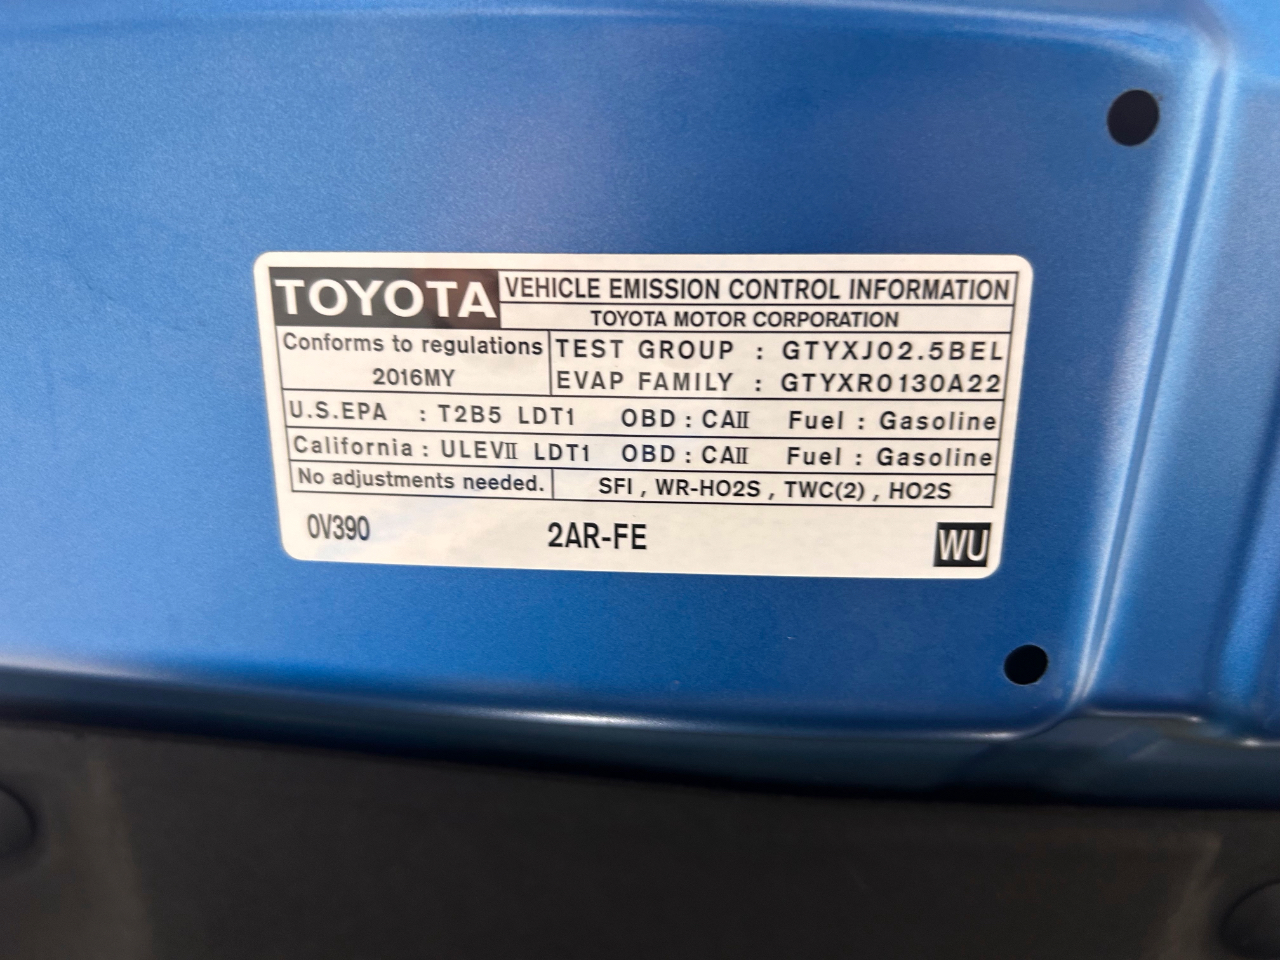 TOYOTA VEHICLE EMISSION CONTROL INFORMATION
TOYOTA MOTOR CORPORATION
Conforms to regulations
2016MY
TEST GROUP : GTYXJ02.5BEL
EVAP FAMILY : GTYXR0130A22
U.S.EPA : T2B5 LDT1 OBD : CAII Fuel : Gasoline
California : ULEVII LDT1 OBD : CAII Fuel : Gasoline
No adjustments needed. SFI , WR-HO2S , TWC(2) , HO2S
0V390 2AR-FE WU